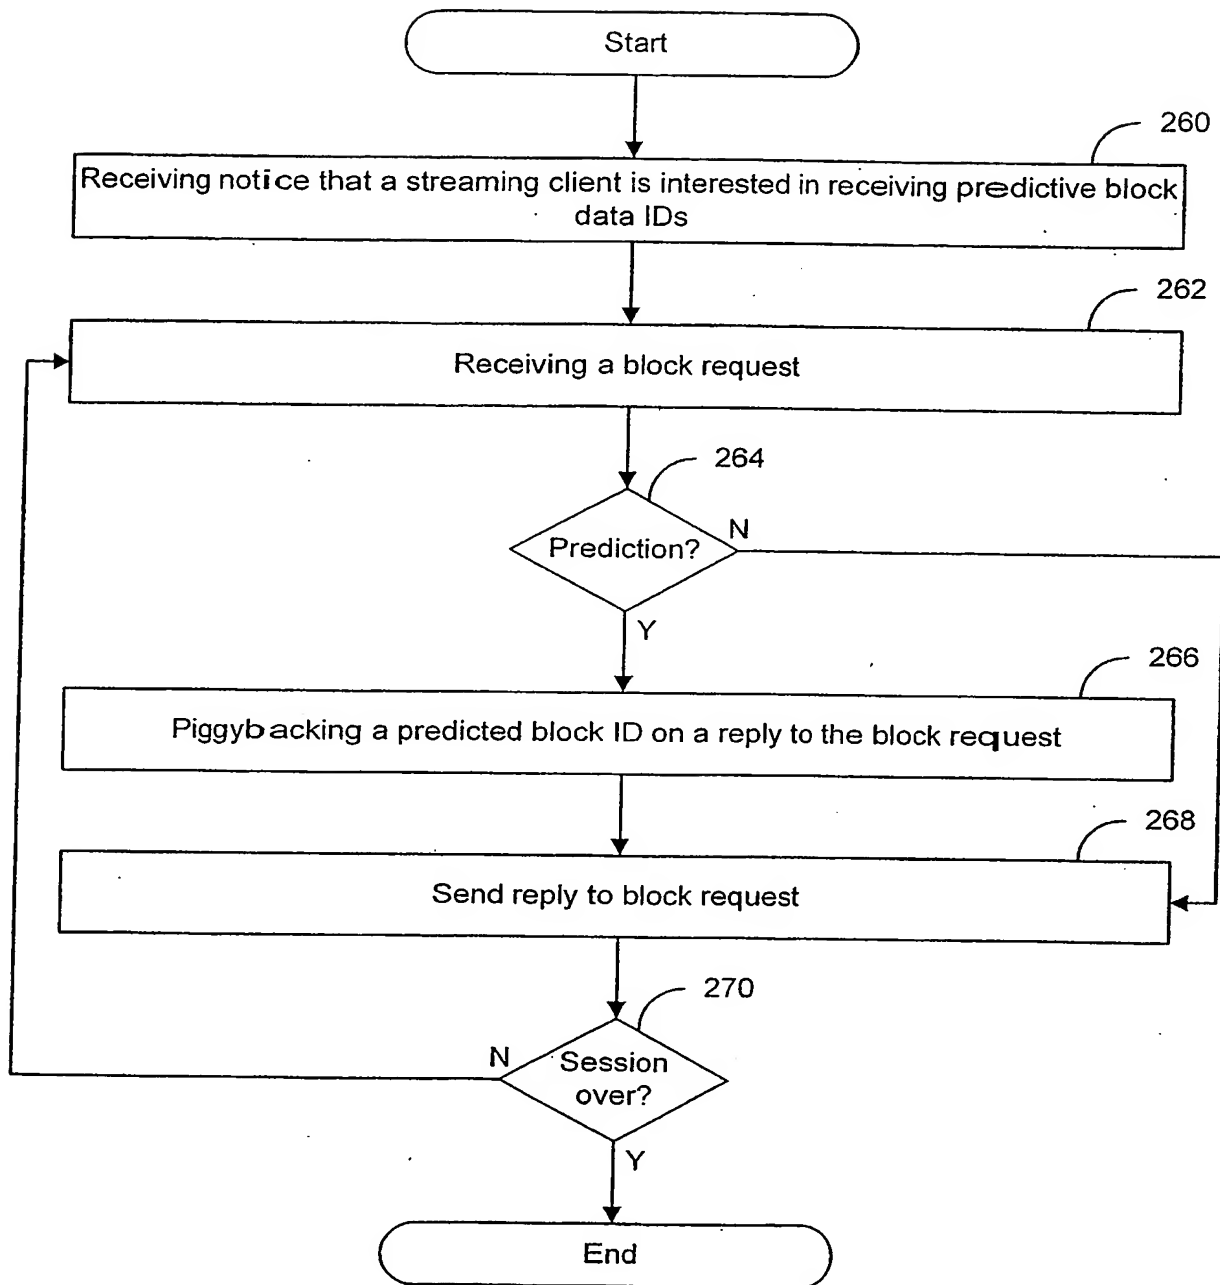 Start
260
Receiving notice that a streaming client is interested in receiving predictive block
data IDs
262
Receiving a block request
264
Prediction?
N
Y
266
Piggybacking a predicted block ID on a reply to the block request
268
Send reply to block request
270
N
Session
over?
Y
End